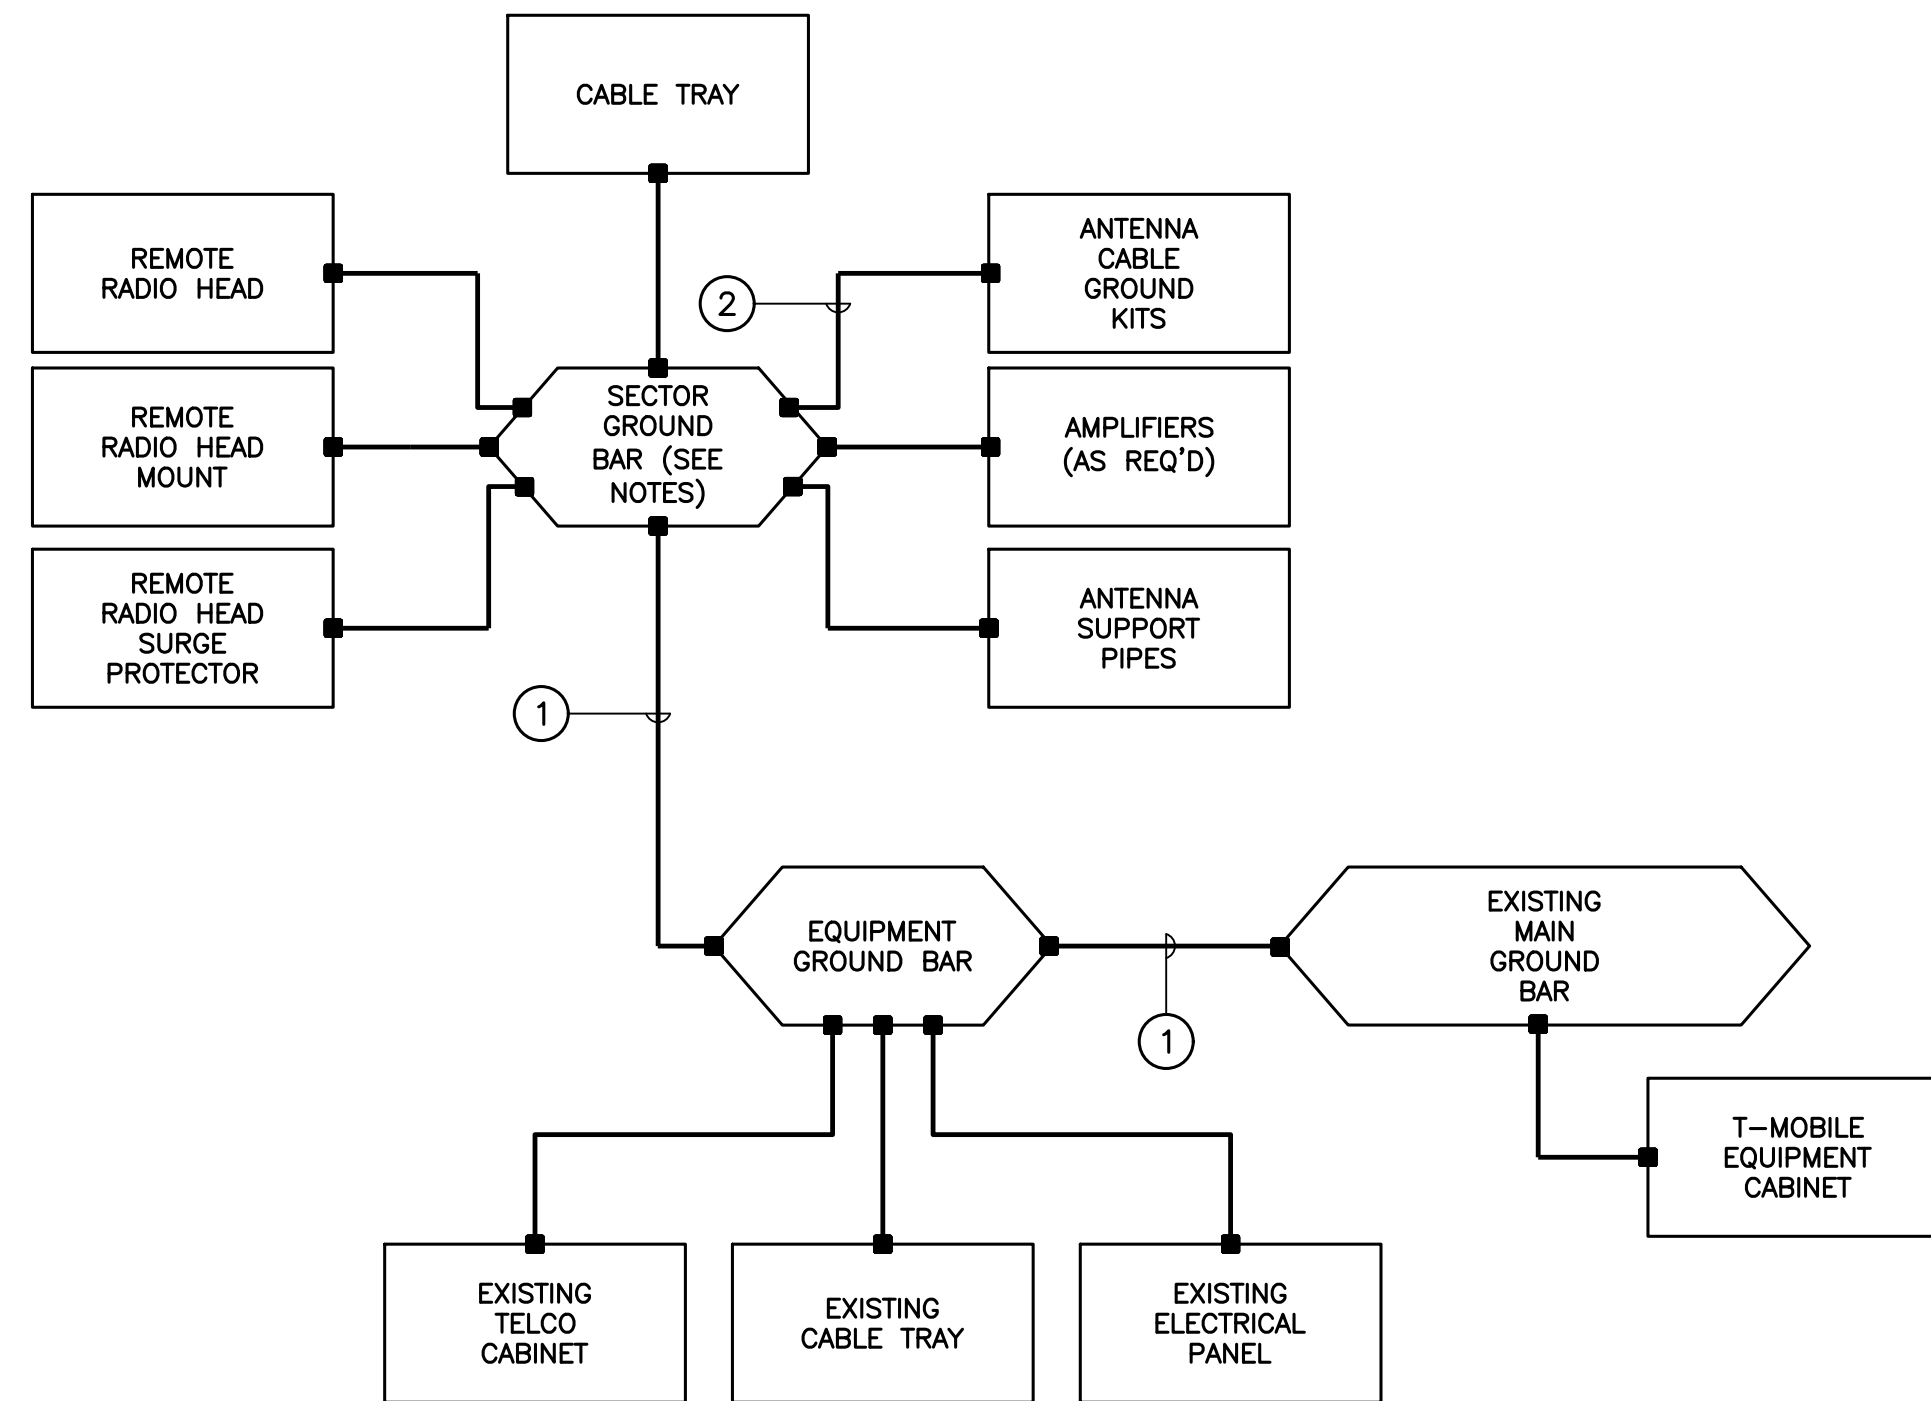 CABLE TRAY
REMOTE
RADIO HEAD
ANTENNA
CABLE
GROUND
KITS
2
REMOTE
RADIO HEAD
MOUNT
SECTOR
GROUND
BAR (SEE
NOTES)
AMPLIFIERS
(AS REQ'D)
REMOTE
RADIO HEAD
SURGE
PROTECTOR
ANTENNA
SUPPORT
PIPES
1
EQUIPMENT
GROUND BAR
EXISTING
MAIN
GROUND
BAR
1
T-MOBILE
EQUIPMENT
CABINET
EXISTING
TELCO
CABINET
EXISTING
CABLE TRAY
EXISTING
ELECTRICAL
PANEL